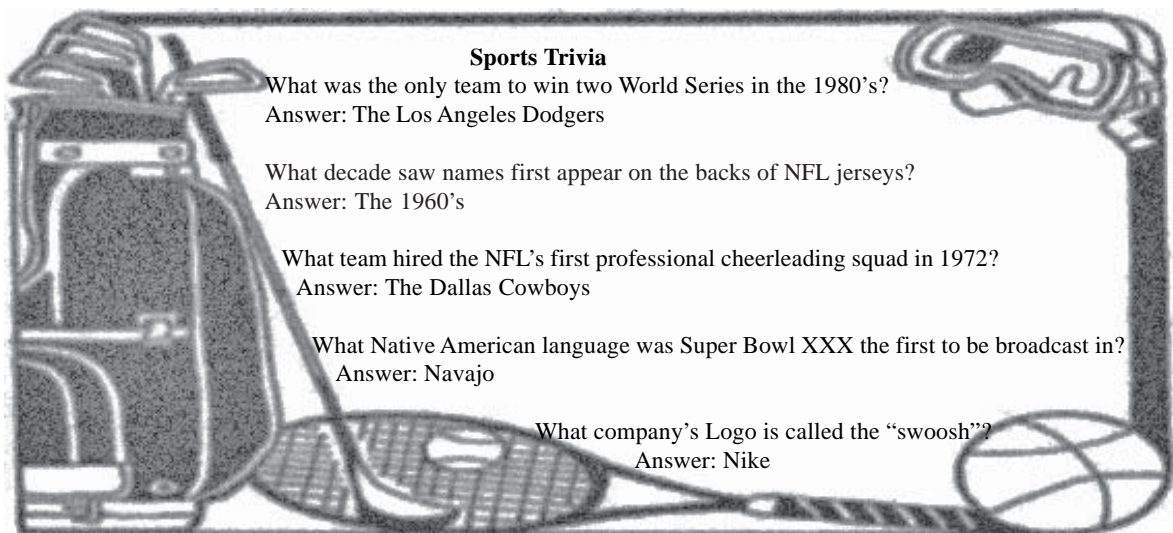 Sports Trivia
What was the only team to win two World Series in the 1980's?
Answer: The Los Angeles Dodgers
What decade saw names first appear on the backs of NFL jerseys?
Answer: The 1960's
What team hired the NFL's first professional cheerleading squad in 1972?
Answer: The Dallas Cowboys
What Native American language was Super Bowl XXX the first to be broadcast in?
Answer: Navajo
What company's Logo is called the “swoosh”?
Answer: Nike